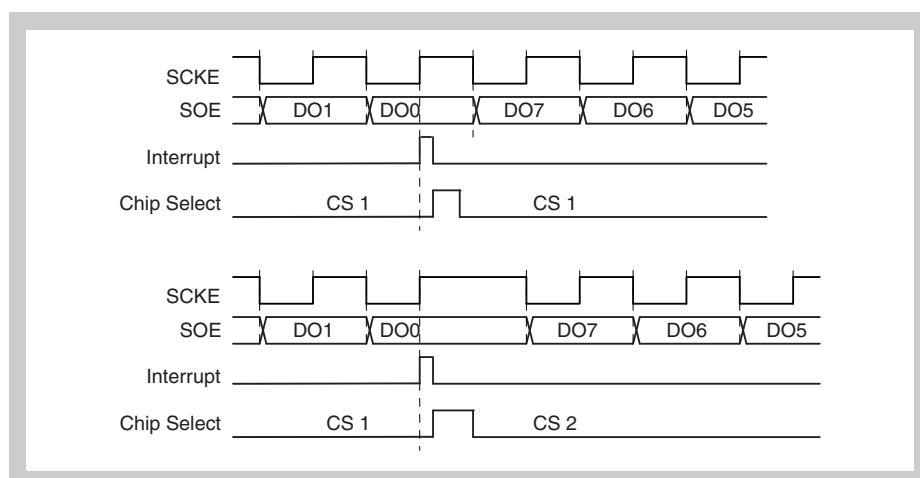 SCKE
SOE DO1 DO0 DO7 DO6 DO5
Interrupt
Chip Select CS 1 CS 1
SCKE
SOE DO1 DO0 DO7 DO6 DO5
Interrupt
Chip Select CS 1 CS 2